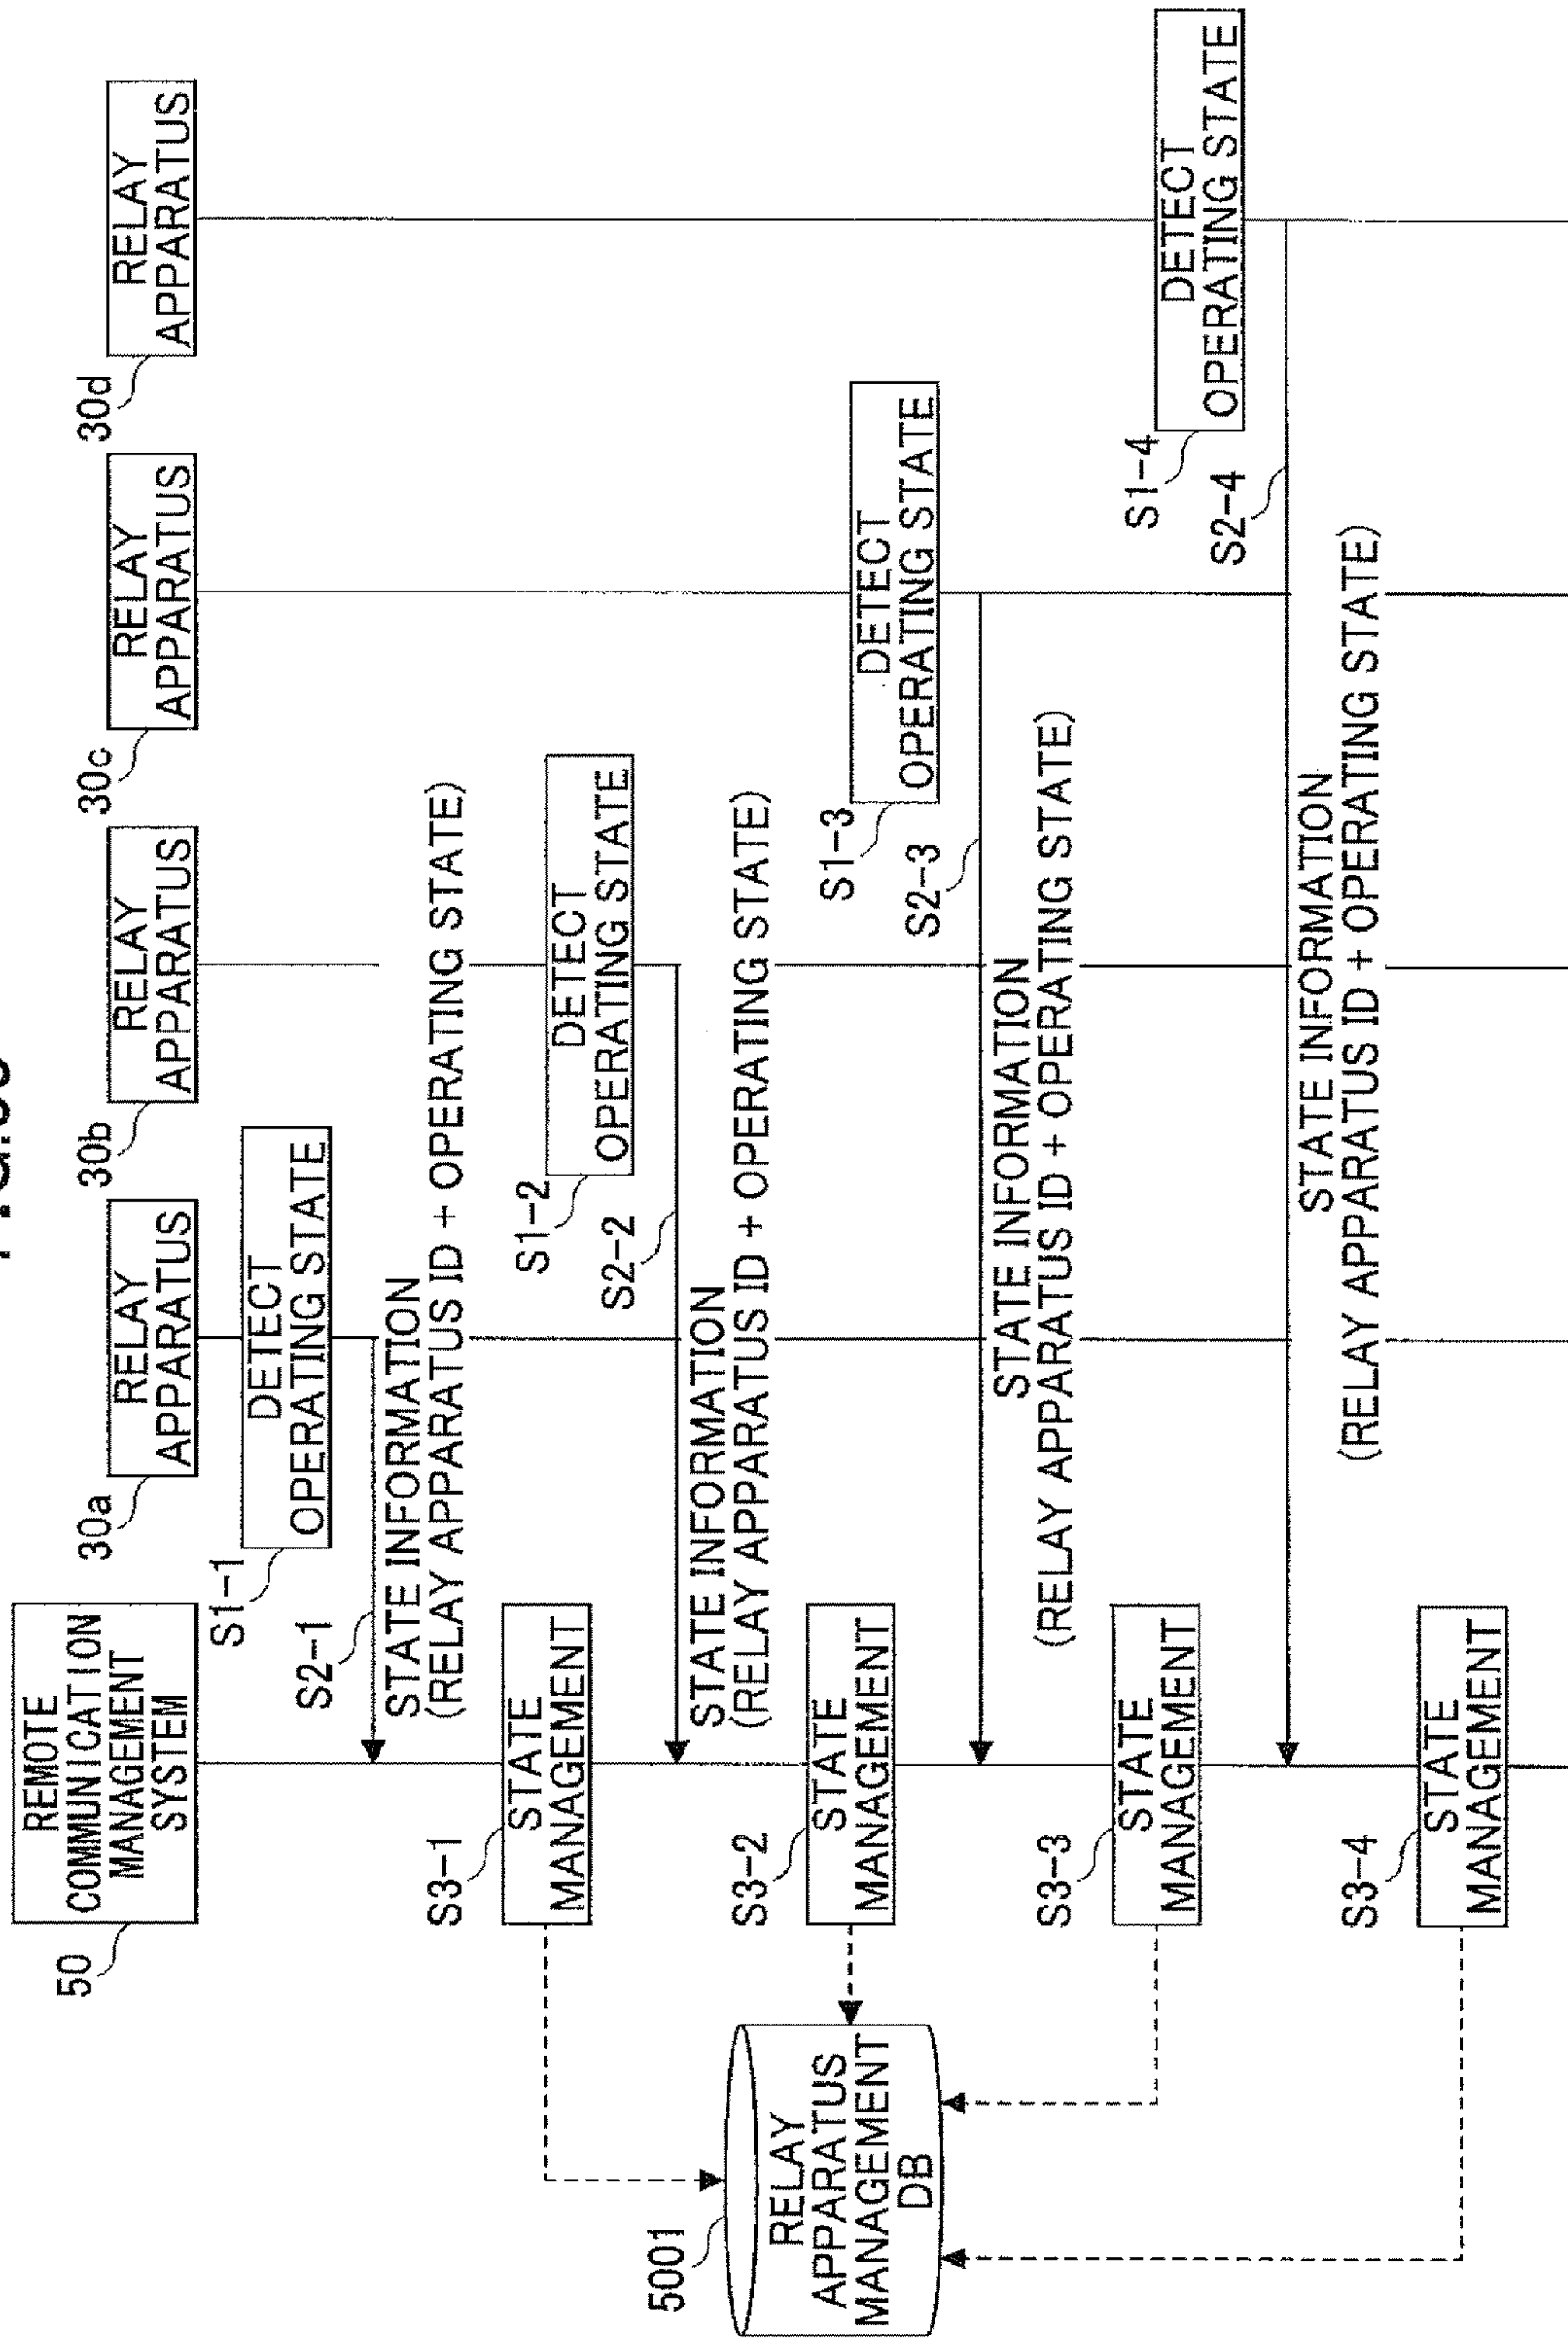 REMOTE
COMMUNICATION
MANAGEMENT
SYSTEM
50
RELAY
APPARATUS
30a
RELAY
APPARATUS
30b
RELAY
APPARATUS
30c
RELAY
APPARATUS
30d
DETECT
OPERATING STATE
S1-1
S2-1
STATE INFORMATION
(RELAY APPARATUS ID + OPERATING STATE)
S3-1
STATE
MANAGEMENT
DETECT
OPERATING STATE
S1-2
S2-2
STATE INFORMATION
(RELAY APPARATUS ID + OPERATING STATE)
S3-2
STATE
MANAGEMENT
5001
RELAY
APPARATUS
MANAGEMENT
DB
DETECT
OPERATING STATE
S1-3
S2-3
STATE INFORMATION
(RELAY APPARATUS ID + OPERATING STATE)
S3-3
STATE
MANAGEMENT
DETECT
OPERATING STATE
S1-4
S2-4
STATE INFORMATION
(RELAY APPARATUS ID + OPERATING STATE)
S3-4
STATE
MANAGEMENT